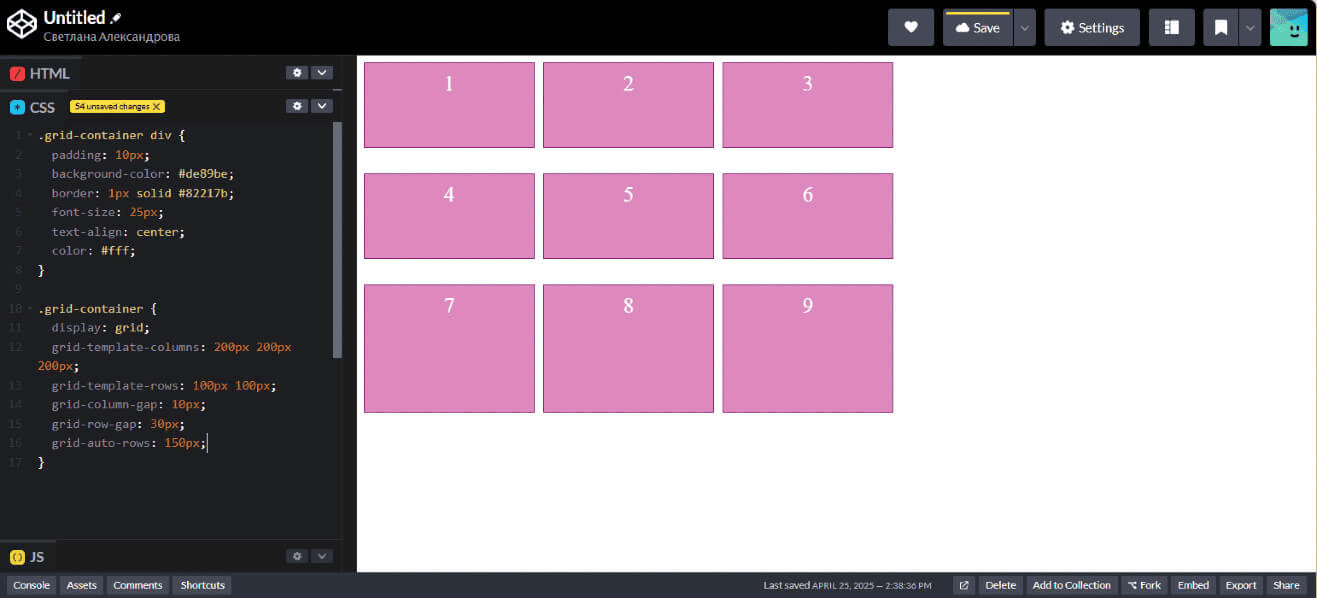 Untitled
Светлана Александрова
Save
Settings
HTML
CSS
54 unsaved changes X
1 .grid-container div {
2 padding: 10px;
3 background-color: #de89be;
4 border: 1px solid #82217b;
5 font-size: 25px;
6 text-align: center;
7 color: #fff;
8 }
9
10 .grid-container {
11 display: grid;
12 grid-template-columns: 200px 200px
200px;
13 grid-template-rows: 100px 100px;
14 grid-column-gap: 10px;
15 grid-row-gap: 30px;
16 grid-auto-rows: 150px;
17 }
JS
1 2 3
4 5 6
7 8 9
Console Assets Comments Shortcuts
Last saved APRIL 25, 2025 — 2:38:36 PM
Delete Add to Collection Fork Embed Export Share